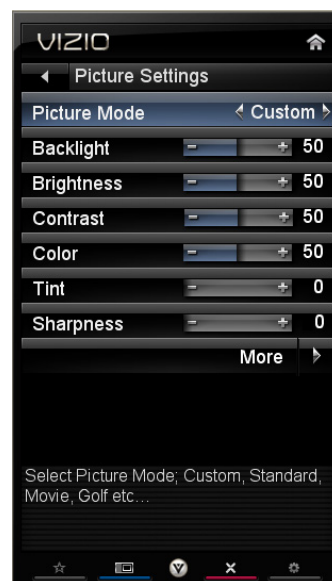 VIZIO
Picture Settings
Picture Mode Custom
Backlight - + 50
Brightness - + 50
Contrast - + 50
Color - + 50
Tint - + 0
Sharpness - + 0
More
Select Picture Mode; Custom, Standard,
Movie, Golf etc…
V